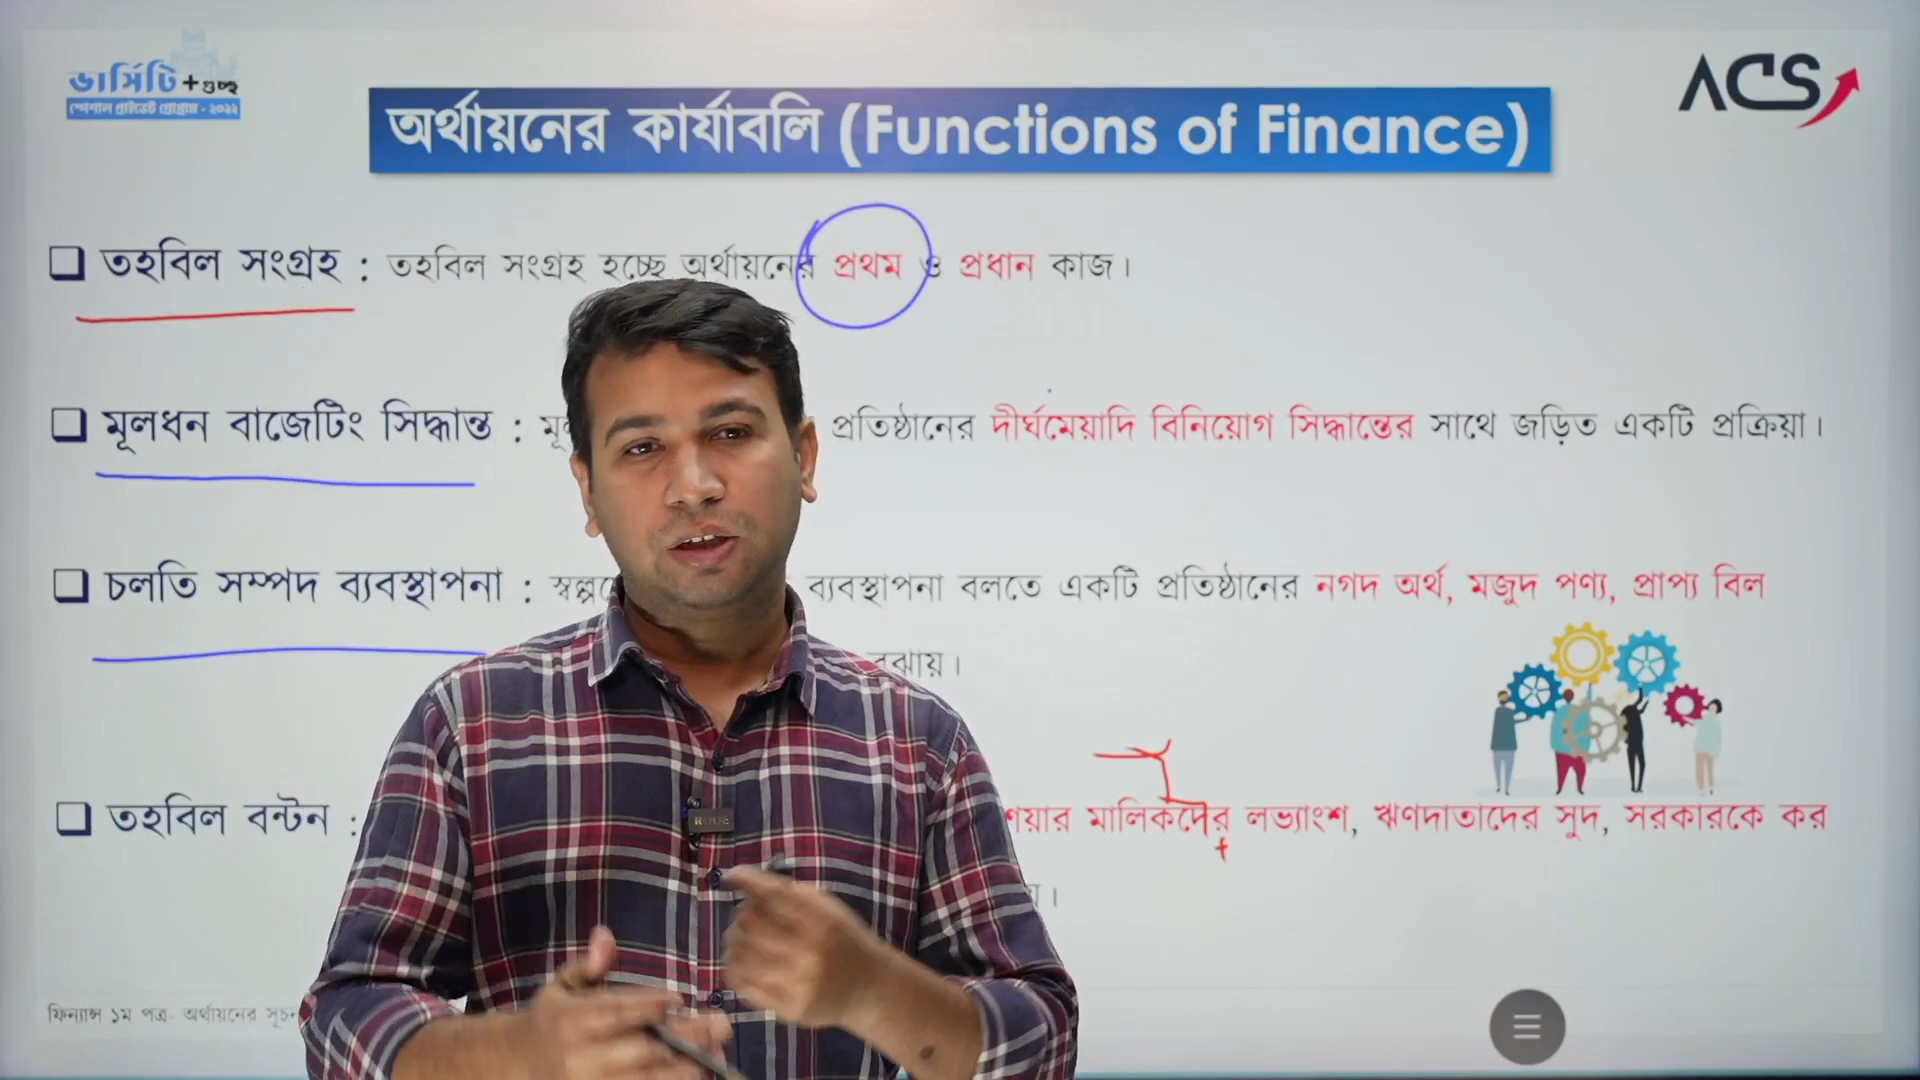 ভার্সিটি + গুচ্ছ
স্পেশাল প্রাইভেট প্রোগ্রাম - ২০২২
ACS
অর্থায়নের কার্যাবলি (Functions of Finance)
তহবিল সংগ্রহ : তহবিল সংগ্রহ হচ্ছে অর্থায়নের প্রথম ও প্রধান কাজ।
মূলধন বাজেটিং সিদ্ধান্ত : প্রতিষ্ঠানের দীর্ঘমেয়াদি বিনিয়োগ সিদ্ধান্তের সাথে জড়িত একটি প্রক্রিয়া।
চলতি সম্পদ ব্যবস্থাপনা : ব্যবস্থাপনা বলতে একটি প্রতিষ্ঠানের নগদ অর্থ, মজুদ পণ্য, প্রাপ্য বিল
বুঝায়।
তহবিল বন্টন : মালিকদের লভ্যাংশ, ঋণদাতাদের সুদ, সরকারকে কর
ফিন্যান্স ১ম পত্র- অর্থায়নের
RODE